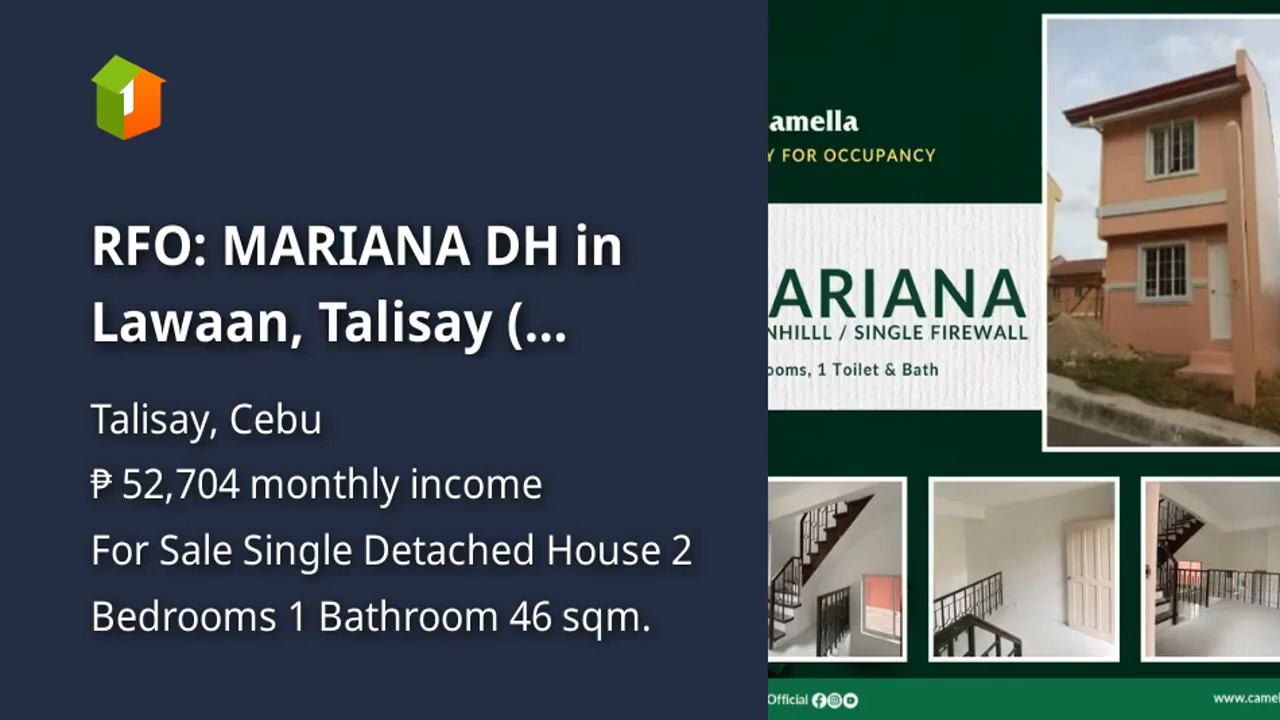 RFO: MARIANA DH in
Lawaan, Talisay (...
Talisay, Cebu
₱ 52,704 monthly income
For Sale Single Detached House 2
Bedrooms 1 Bathroom 46 sqm.
amella
Y FOR OCCUPANCY
ARIANA
NHILLL / SINGLE FIREWALL
ooms, 1 Toilet & Bath
Official
www.camel